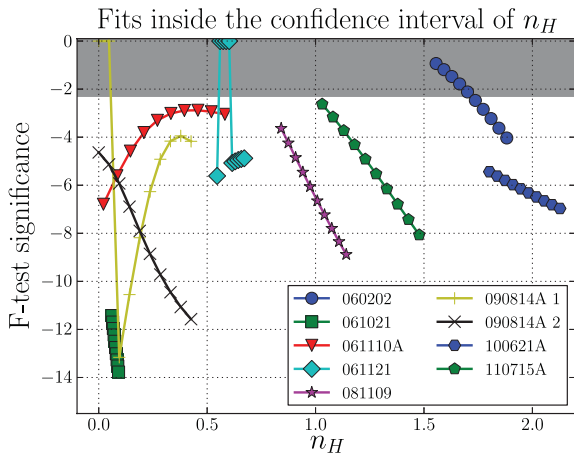 Fits inside the confidence interval of n_H
F-test significance
0
−2
−4
−6
−8
−10
−12
−14
0.0 0.5 1.0 1.5 2.0
n_H
060202
061021
061110A
061121
081109
090814A 1
090814A 2
100621A
110715A